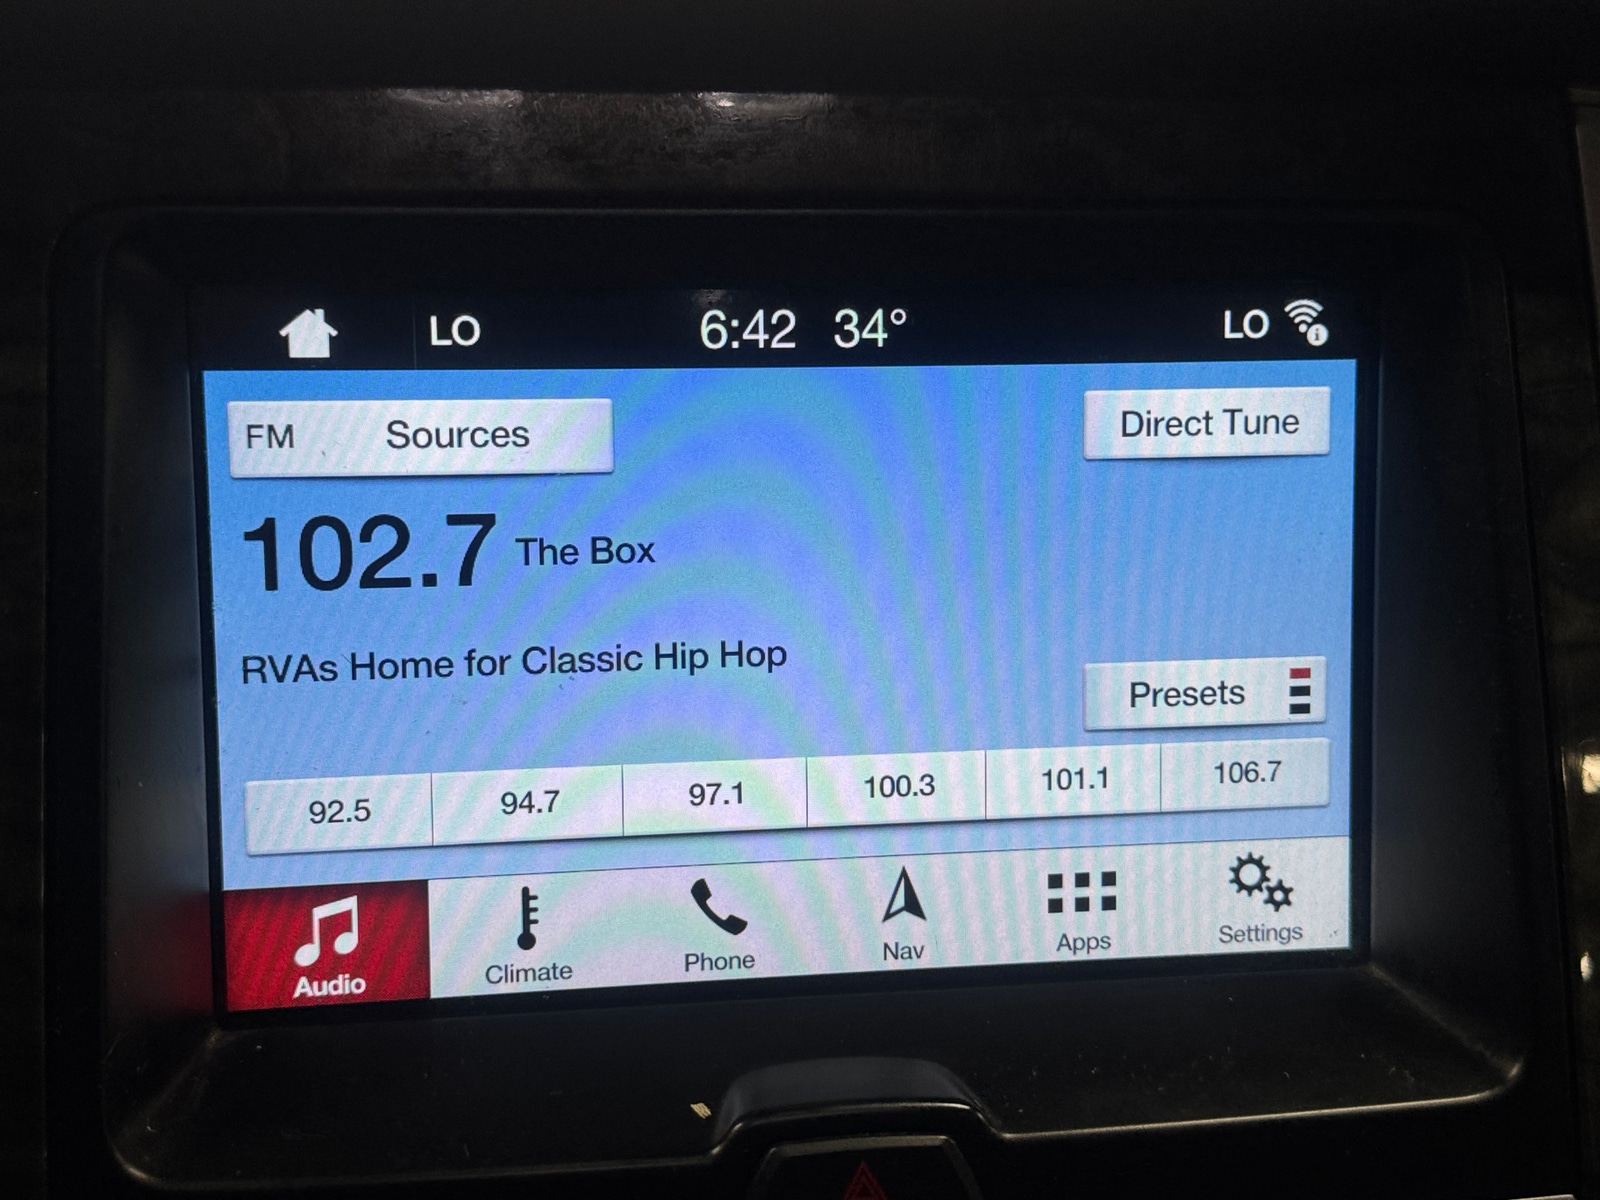 LO 6:42 34° LO
FM Sources Direct Tune
102.7 The Box
RVAs Home for Classic Hip Hop
Presets
92.5 94.7 97.1 100.3 101.1 106.7
Audio Climate Phone Nav Apps Settings